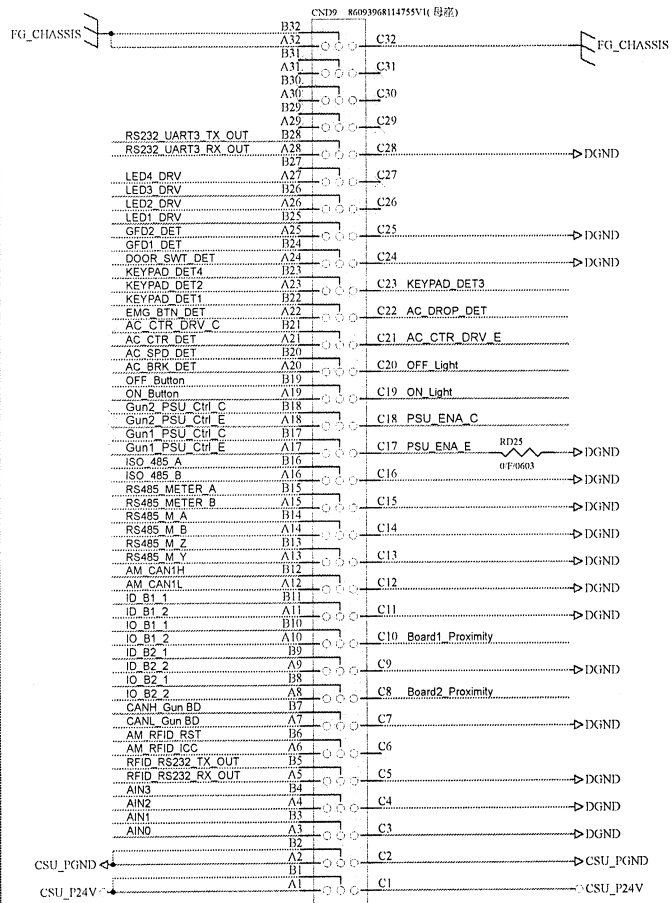 CND9 86093968114755V1( 母座)
FG_CHASSIS
B32
A32 C32 FG_CHASSIS
B31
A31 C31
B30
A30 C30
B29
A29 C29
RS232_UART3_TX_OUT B28
RS232_UART3_RX_OUT A28 C28 DGND
B27
LED4_DRV A27 C27
LED3_DRV B26
LED2_DRV A26 C26
LED1_DRV B25
GFD2_DET A25 C25 DGND
GFD1_DET B24
DOOR_SWT_DET A24 C24 DGND
KEYPAD_DET4 B23
KEYPAD_DET2 A23 C23 KEYPAD_DET3
KEYPAD_DET1 B22
EMG_BTN_DET A22 C22 AC_DROP_DET
AC_CTR_DRV_C B21
AC_CTR_DET A21 C21 AC_CTR_DRV_E
AC_SPD_DET B20
AC_BRK_DET A20 C20 OFF_Light
OFF_Button B19
ON_Button A19 C19 ON_Light
Gun2_PSU_Ctrl_C B18
Gun2_PSU_Ctrl_E A18 C18 PSU_ENA_C
Gun1_PSU_Ctrl_C B17
Gun1_PSU_Ctrl_E A17 C17 PSU_ENA_E RD25 DGND
0/F/0603
ISO_485_A B16
ISO_485_B A16 C16 DGND
RS485_METER_A B15
RS485_METER_B A15 C15 DGND
RS485_M_A B14
RS485_M_B A14 C14 DGND
RS485_M_Z B13
RS485_M_Y A13 C13 DGND
AM_CAN1H B12
AM_CAN1L A12 C12 DGND
ID_B1_1 B11
ID_B1_2 A11 C11 DGND
IO_B1_1 B10
IO_B1_2 A10 C10 Board1_Proximity
ID_B2_1 B9
ID_B2_2 A9 C9 DGND
IO_B2_1 B8
IO_B2_2 A8 C8 Board2_Proximity
CANH_Gun BD B7
CANL_Gun BD A7 C7 DGND
AM_RFID_RST B6
AM_RFID_ICC A6 C6
RFID_RS232_TX_OUT B5
RFID_RS232_RX_OUT A5 C5 DGND
AIN3 B4
AIN2 A4 C4 DGND
AIN1 B3
AIN0 A3 C3 DGND
B2
CSU_PGND A2 C2 CSU_PGND
B1
CSU_P24V A1 C1 CSU_P24V